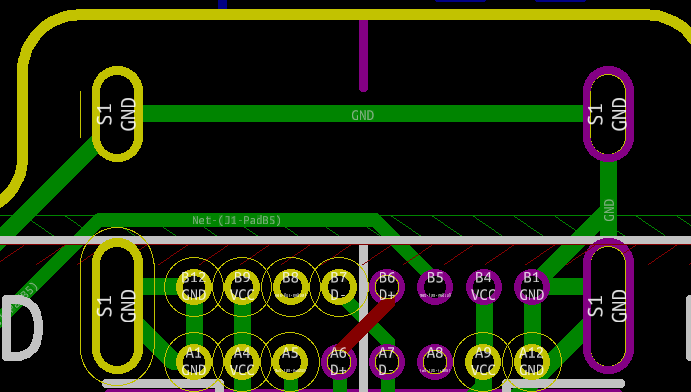 S1 GND
S1 GND
GND
GND
Net-(J1-PadB5)
B5)
S1 GND
S1 GND
B12 B9 B8 B7 B6 B5 B4 B1
GND VCC D- D+ VCC GND
A1 A4 A5 A6 A7 A8 A9 A12
GND VCC D+ D- VCC GND
D